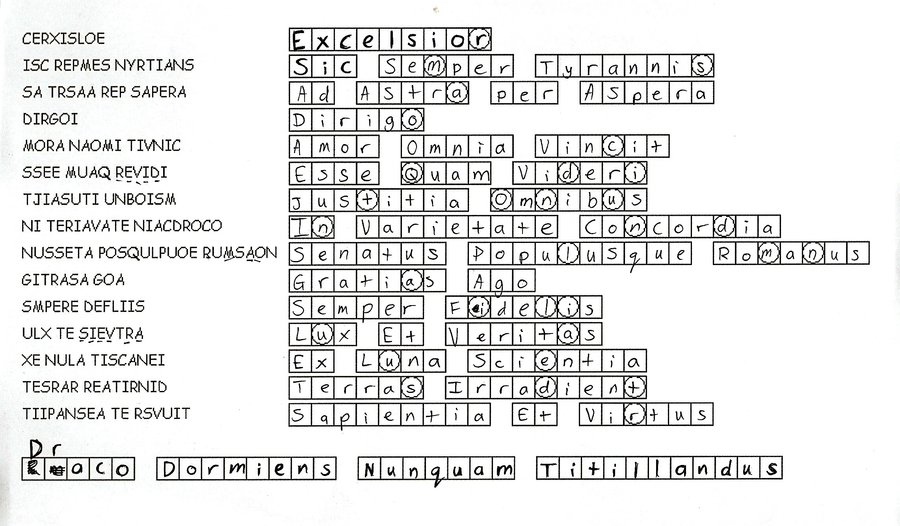 CERXISLOE Excelsior
ISC REPMES NYRTIANS Sic Semper Tyrannis
SA TRSAA REP SAPERA Ad Astra per Aspera
DIRGOI Dirigo
MORA NAOMI TIVNIC Amor Omnia Vincit
SSEE MUAQ REVIDI Esse Quam Videri
TJIASUTI UNBOISM Justitia Omnibus
NI TERIAVATE NIACDROCO In Varietate Concordia
NUSSETA POSQULPUOE RUMSAON Senatus Populusque Romanus
GITRASA GOA Gratias Ago
SMPERE DEFLIIS Semper Fidelis
ULX TE SIEVTRA Lux Et Veritas
XE NULA TISCANEI Ex Luna Scientia
TESRAR REATIRNID Terras Irradient
TIIPANSEA TE RSVUIT Sapientia Et Virtus
Dr
aco Dormiens Nunquam Titillandus